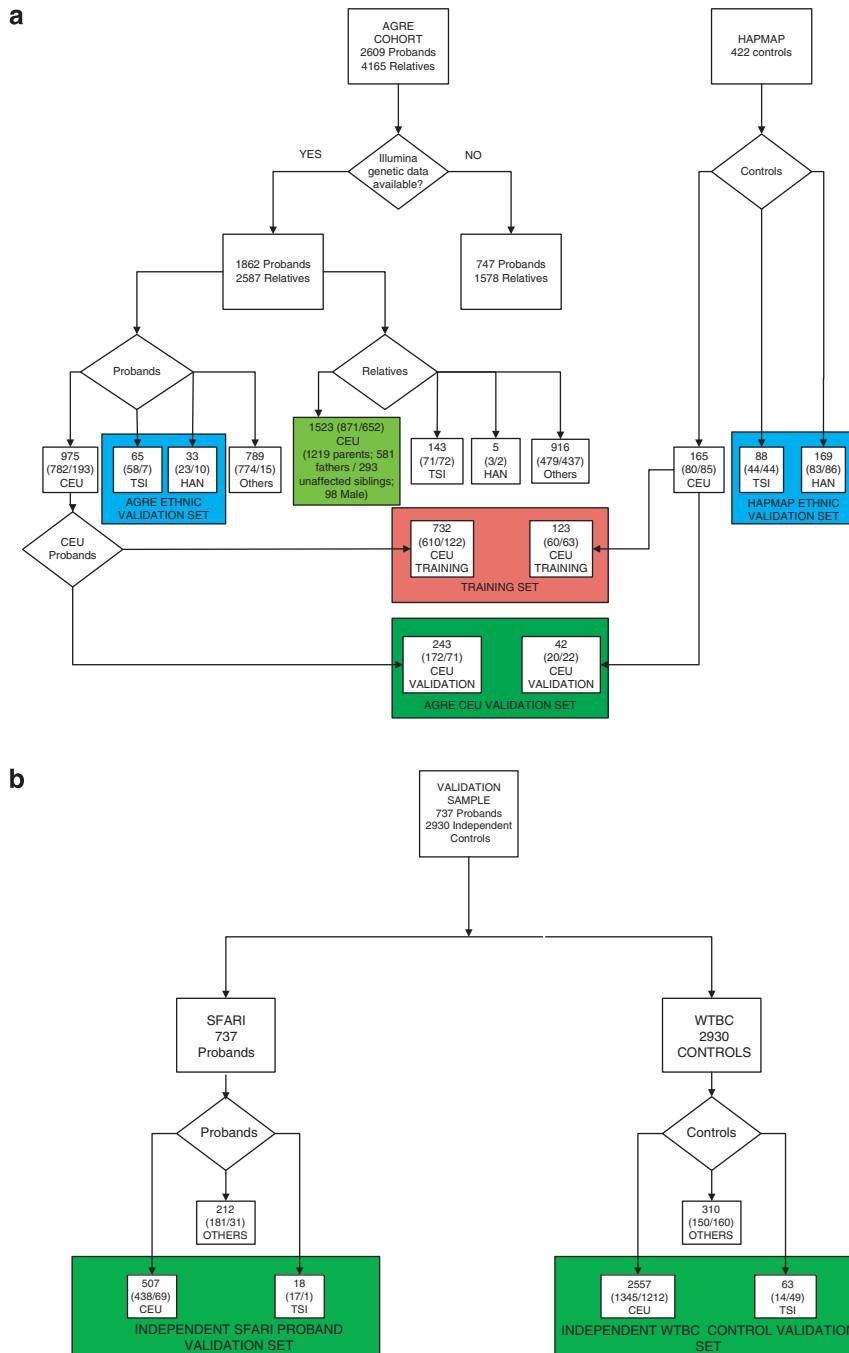 a
AGRE
COHORT
2609 Probands
4165 Relatives
HAPMAP
422 controls
YES
Illumina
genetic data
available?
NO
Controls
1862 Probands
2587 Relatives
747 Probands
1578 Relatives
Probands
Relatives
975
(782/193)
CEU
65
(58/7)
TSI
33
(23/10)
HAN
AGRE ETHNIC
VALIDATION SET
789
(774/15)
Others
1523 (871/652)
CEU
(1219 parents; 581
fathers / 293
unaffected siblings;
98 Male)
143
(71/72)
TSI
5
(3/2)
HAN
916
(479/437)
Others
165
(80/85)
CEU
88
(44/44)
TSI
169
(83/86)
HAN
HAPMAP ETHNIC
VALIDATION SET
CEU
Probands
732
(610/122)
CEU
TRAINING
123
(60/63)
CEU
TRAINING
TRAINING SET
243
(172/71)
CEU
VALIDATION
42
(20/22)
CEU
VALIDATION
AGRE CEU VALIDATION SET
b
VALIDATION
SAMPLE
737 Probands
2930 Independent
Controls
SFARI
737
Probands
WTBC
2930
CONTROLS
Probands
Controls
212
(181/31)
OTHERS
310
(150/160)
OTHERS
507
(438/69)
CEU
18
(17/1)
TSI
INDEPENDENT SFARI PROBAND
VALIDATION SET
2557
(1345/1212)
CEU
63
(14/49)
TSI
INDEPENDENT WTBC CONTROL VALIDATION
SET